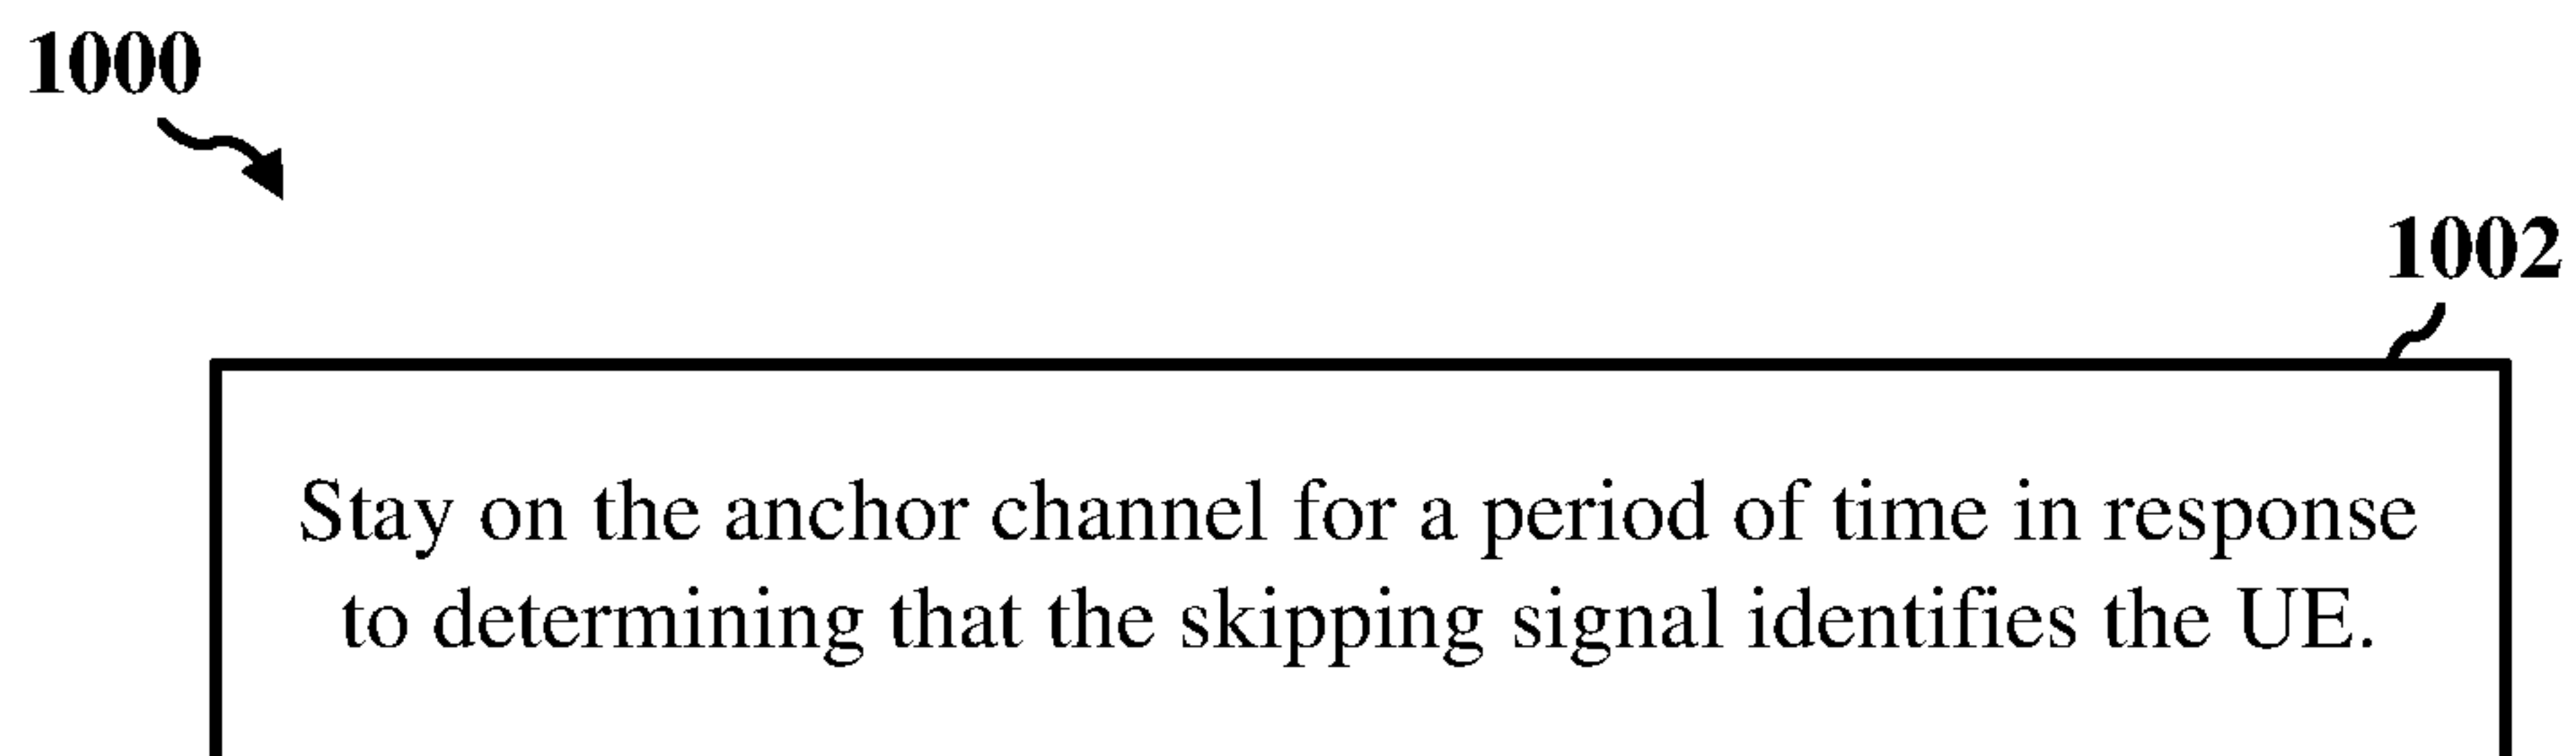 1000
1002
Stay on the anchor channel for a period of time in response
to determining that the skipping signal identifies the UE.